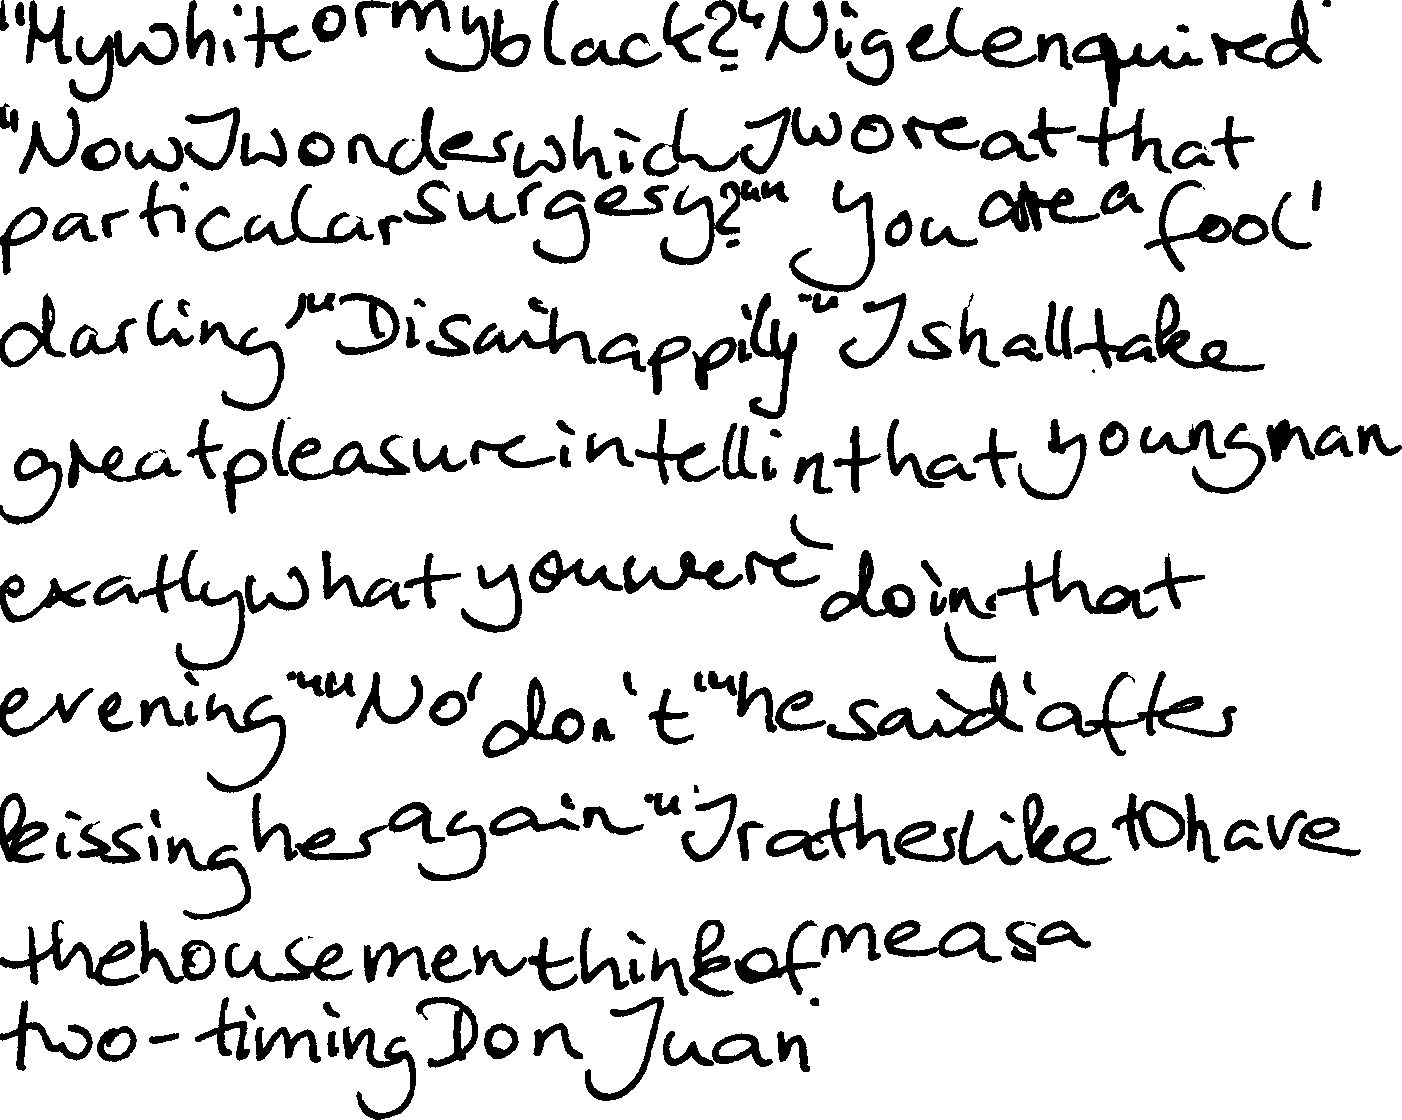 "My white or my black?" Nigel enquired.
"Now I wonder which I wore at that
particular surgery?"" You are a fool,
darling," "Di said happily" "I shall take
great pleasure in tellin that young man
exatly what you were doin that
evening."" "No, don't," "he said, after
kissing her again". "I rather like to have
the housemen think of me as a
two-timing Don Juan.